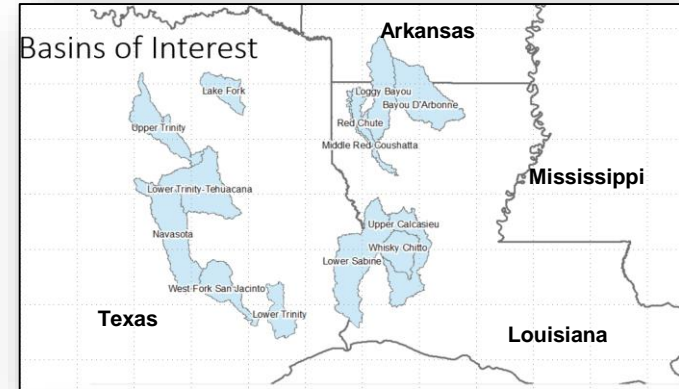 Basins of Interest
Arkansas
Lake Fork
Loggy Bayou
Bayou D'Arbonne
Upper Trinity
Red Chute
Middle Red-Coushatta
Mississippi
Lower Trinity-Tehuacana
Navasota
Upper Calcasieu
Whisky Chitto
Lower Sabine
West Fork San Jacinto
Lower Trinity
Texas
Louisiana